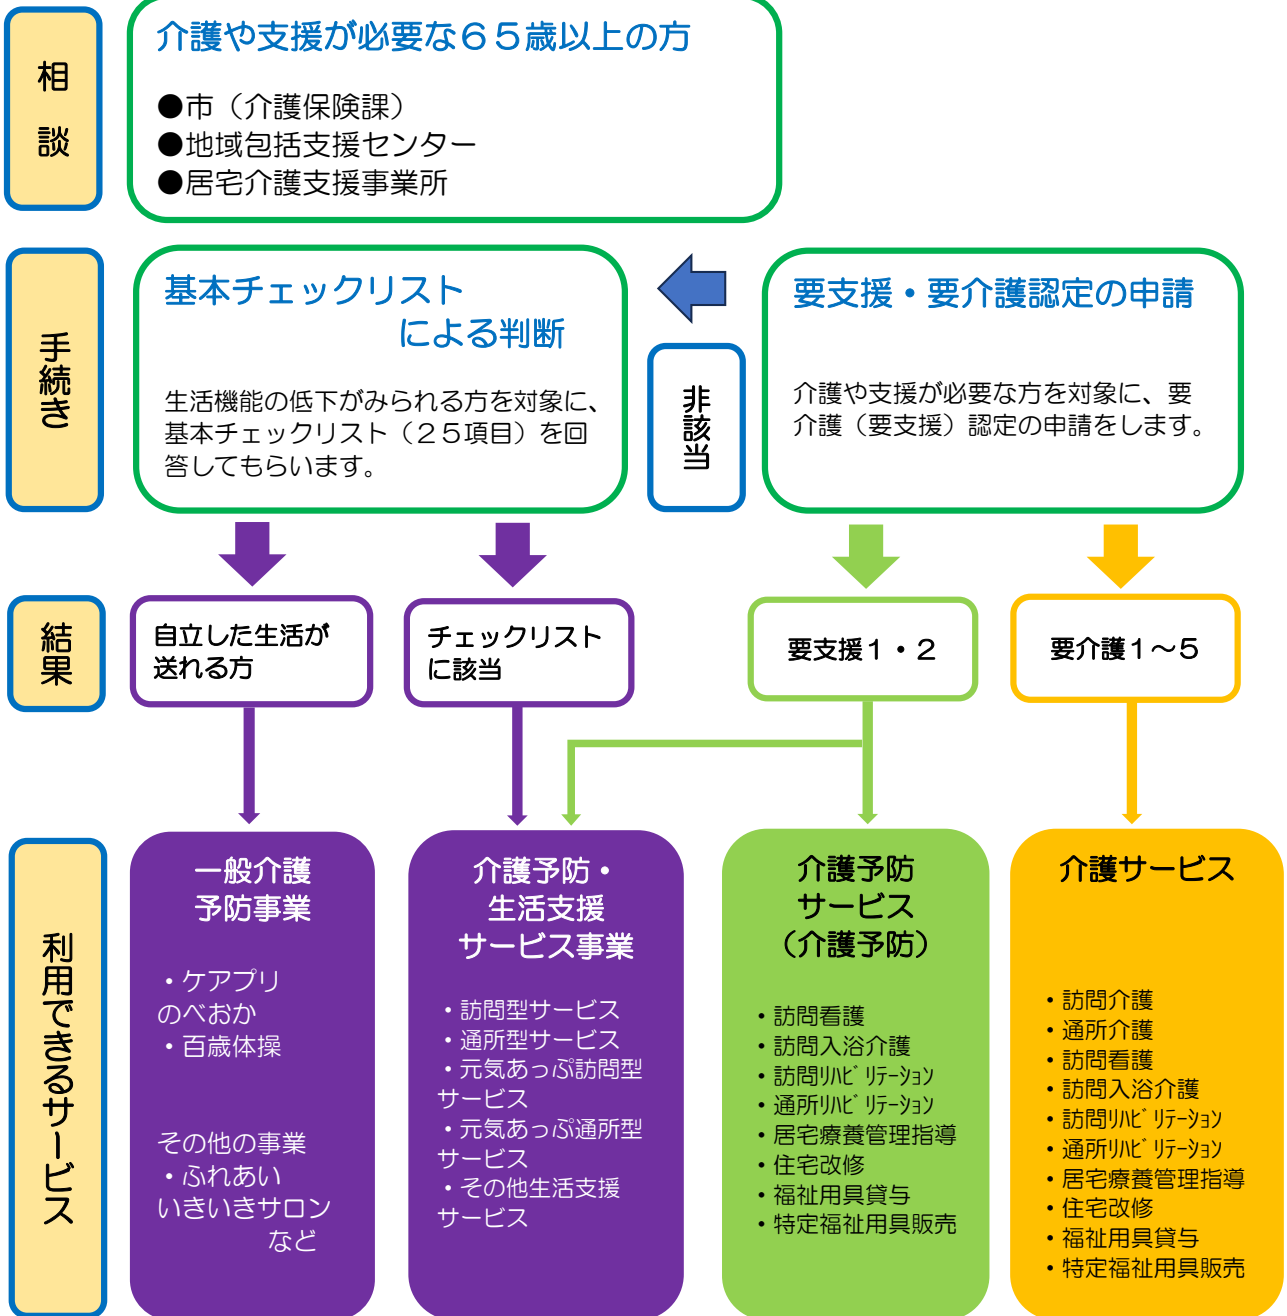 相談
介護や支援が必要な６５歳以上の方
●市（介護保険課）
●地域包括支援センター
●居宅介護支援事業所
手続き
基本チェックリスト
による判断
生活機能の低下がみられる方を対象に、
基本チェックリスト（２５項目）を回
答してもらいます。
非該当
要支援・要介護認定の申請
介護や支援が必要な方を対象に、要
介護（要支援）認定の申請をします。
結果
自立した生活が
送れる方
チェックリスト
に該当
要支援１・２
要介護１～５
利用できるサービス
一般介護
予防事業
・ケアプリ
のべおか
・百歳体操
その他の事業
・ふれあい
いきいきサロン
など
介護予防・
生活支援
サービス事業
・訪問型サービス
・通所型サービス
・元気あっぷ訪問型
サービス
・元気あっぷ通所型
サービス
・その他生活支援
サービス
介護予防
サービス
（介護予防）
・訪問看護
・訪問入浴介護
・訪問ﾘﾊﾋﾞﾘﾃｰｼｮﾝ
・通所ﾘﾊﾋﾞﾘﾃｰｼｮﾝ
・居宅療養管理指導
・住宅改修
・福祉用具貸与
・特定福祉用具販売
介護サービス
・訪問介護
・通所介護
・訪問看護
・訪問入浴介護
・訪問ﾘﾊﾋﾞﾘﾃｰｼｮﾝ
・通所ﾘﾊﾋﾞﾘﾃｰｼｮﾝ
・居宅療養管理指導
・住宅改修
・福祉用具貸与
・特定福祉用具販売